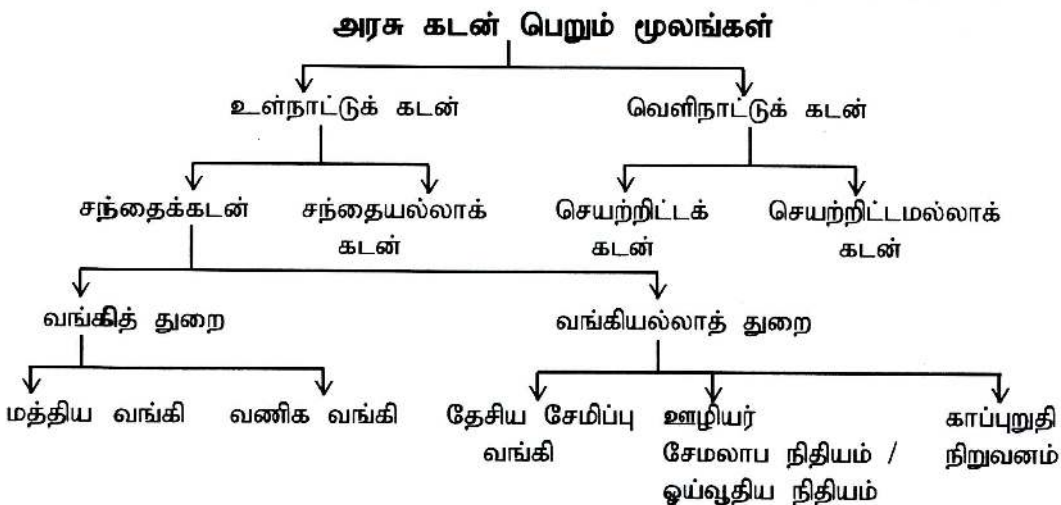 அரசு கடன் பெறும் மூலங்கள்
உள்நாட்டுக் கடன்
வெளிநாட்டுக் கடன்
சந்தைக்கடன்
சந்தையல்லாக்
கடன்
செயற்றிட்டக்
கடன்
செயற்றிட்டமல்லாக்
கடன்
வங்கித் துறை
வங்கியல்லாத் துறை
மத்திய வங்கி
வணிக வங்கி
தேசிய சேமிப்பு
வங்கி
ஊழியர்
சேமலாப நிதியம் /
ஓய்வூதிய நிதியம்
காப்புறுதி
நிறுவனம்